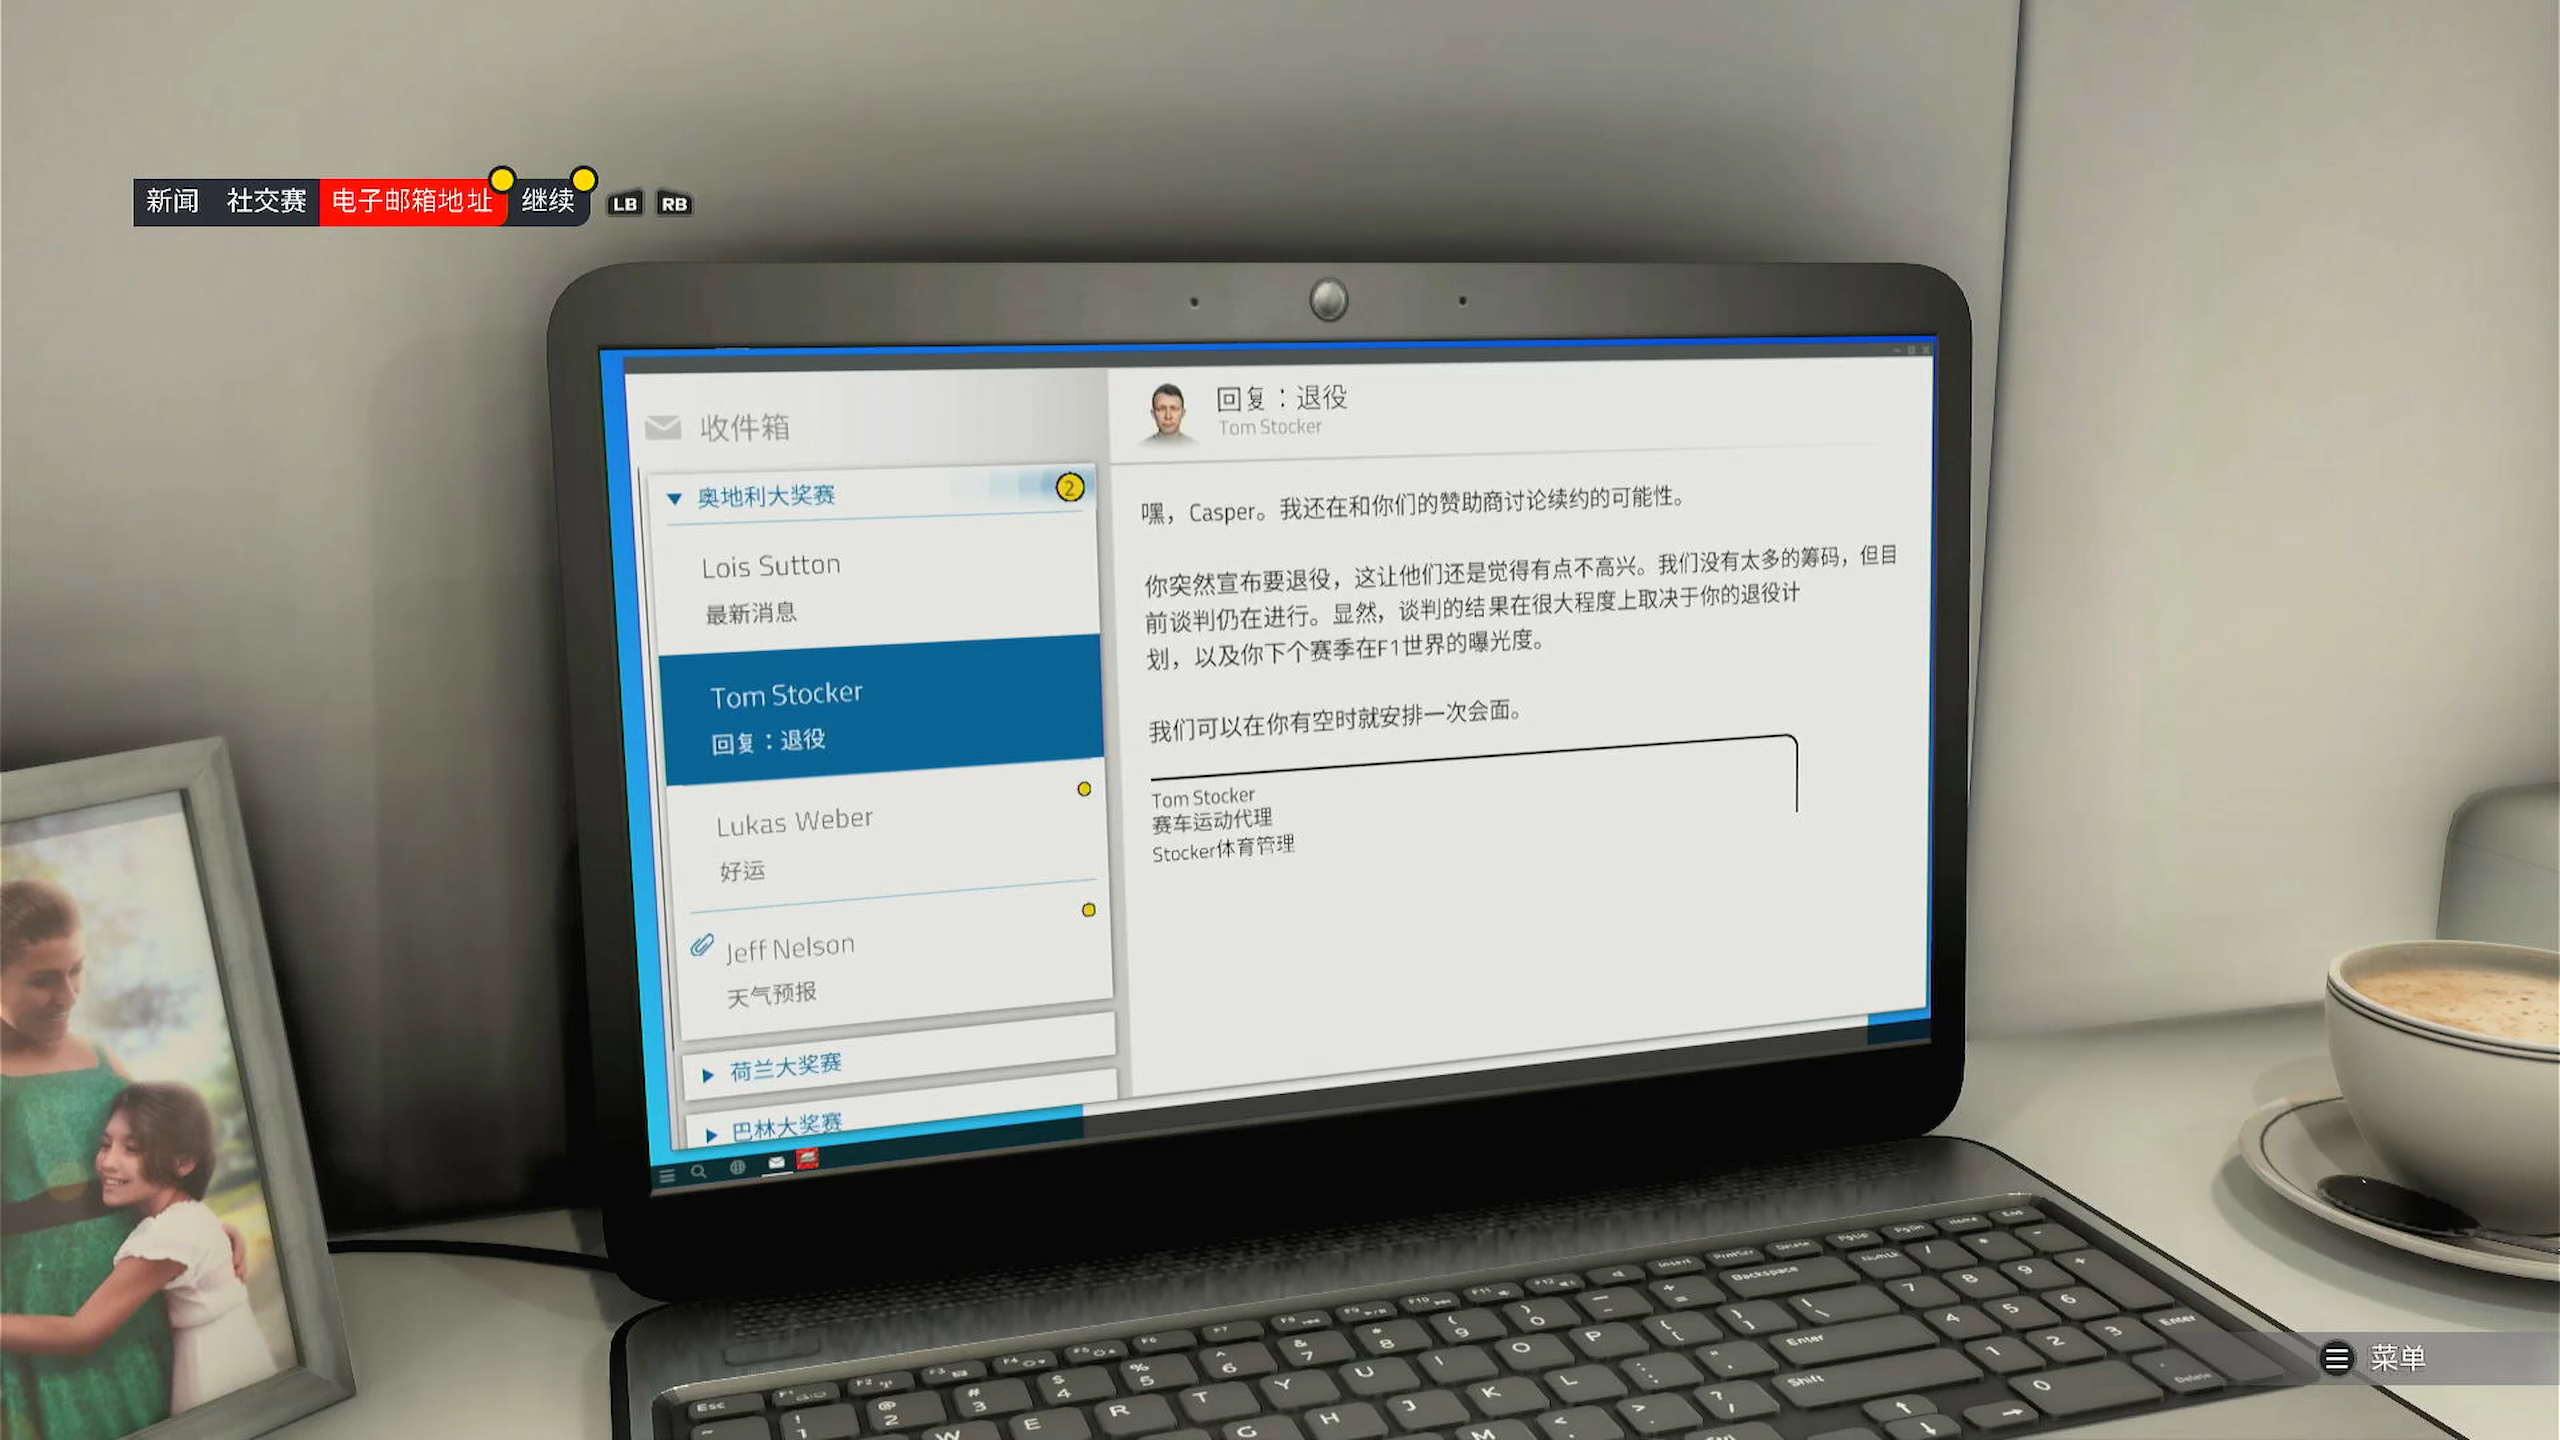 新闻 社交赛 电子邮箱地址 继续 LB RB
收件箱
奥地利大奖赛 2
Lois Sutton
最新消息
Tom Stocker
回复：退役
Lukas Weber
好运
Jeff Nelson
天气预报
荷兰大奖赛
巴林大奖赛
回复：退役
Tom Stocker
嘿，Casper。我还在和你们的赞助商讨论续约的可能性。
你突然宣布要退役，这让他们还是觉得有点不高兴。我们没有太多的筹码，但目
前谈判仍在进行。显然，谈判的结果在很大程度上取决于你的退役计
划，以及你下个赛季在F1世界的曝光度。
我们可以在你有空时就安排一次会面。
Tom Stocker
赛车运动代理
Stocker体育管理
Esc
Backspace
Enter
Shift
Enter
Delete
菜单